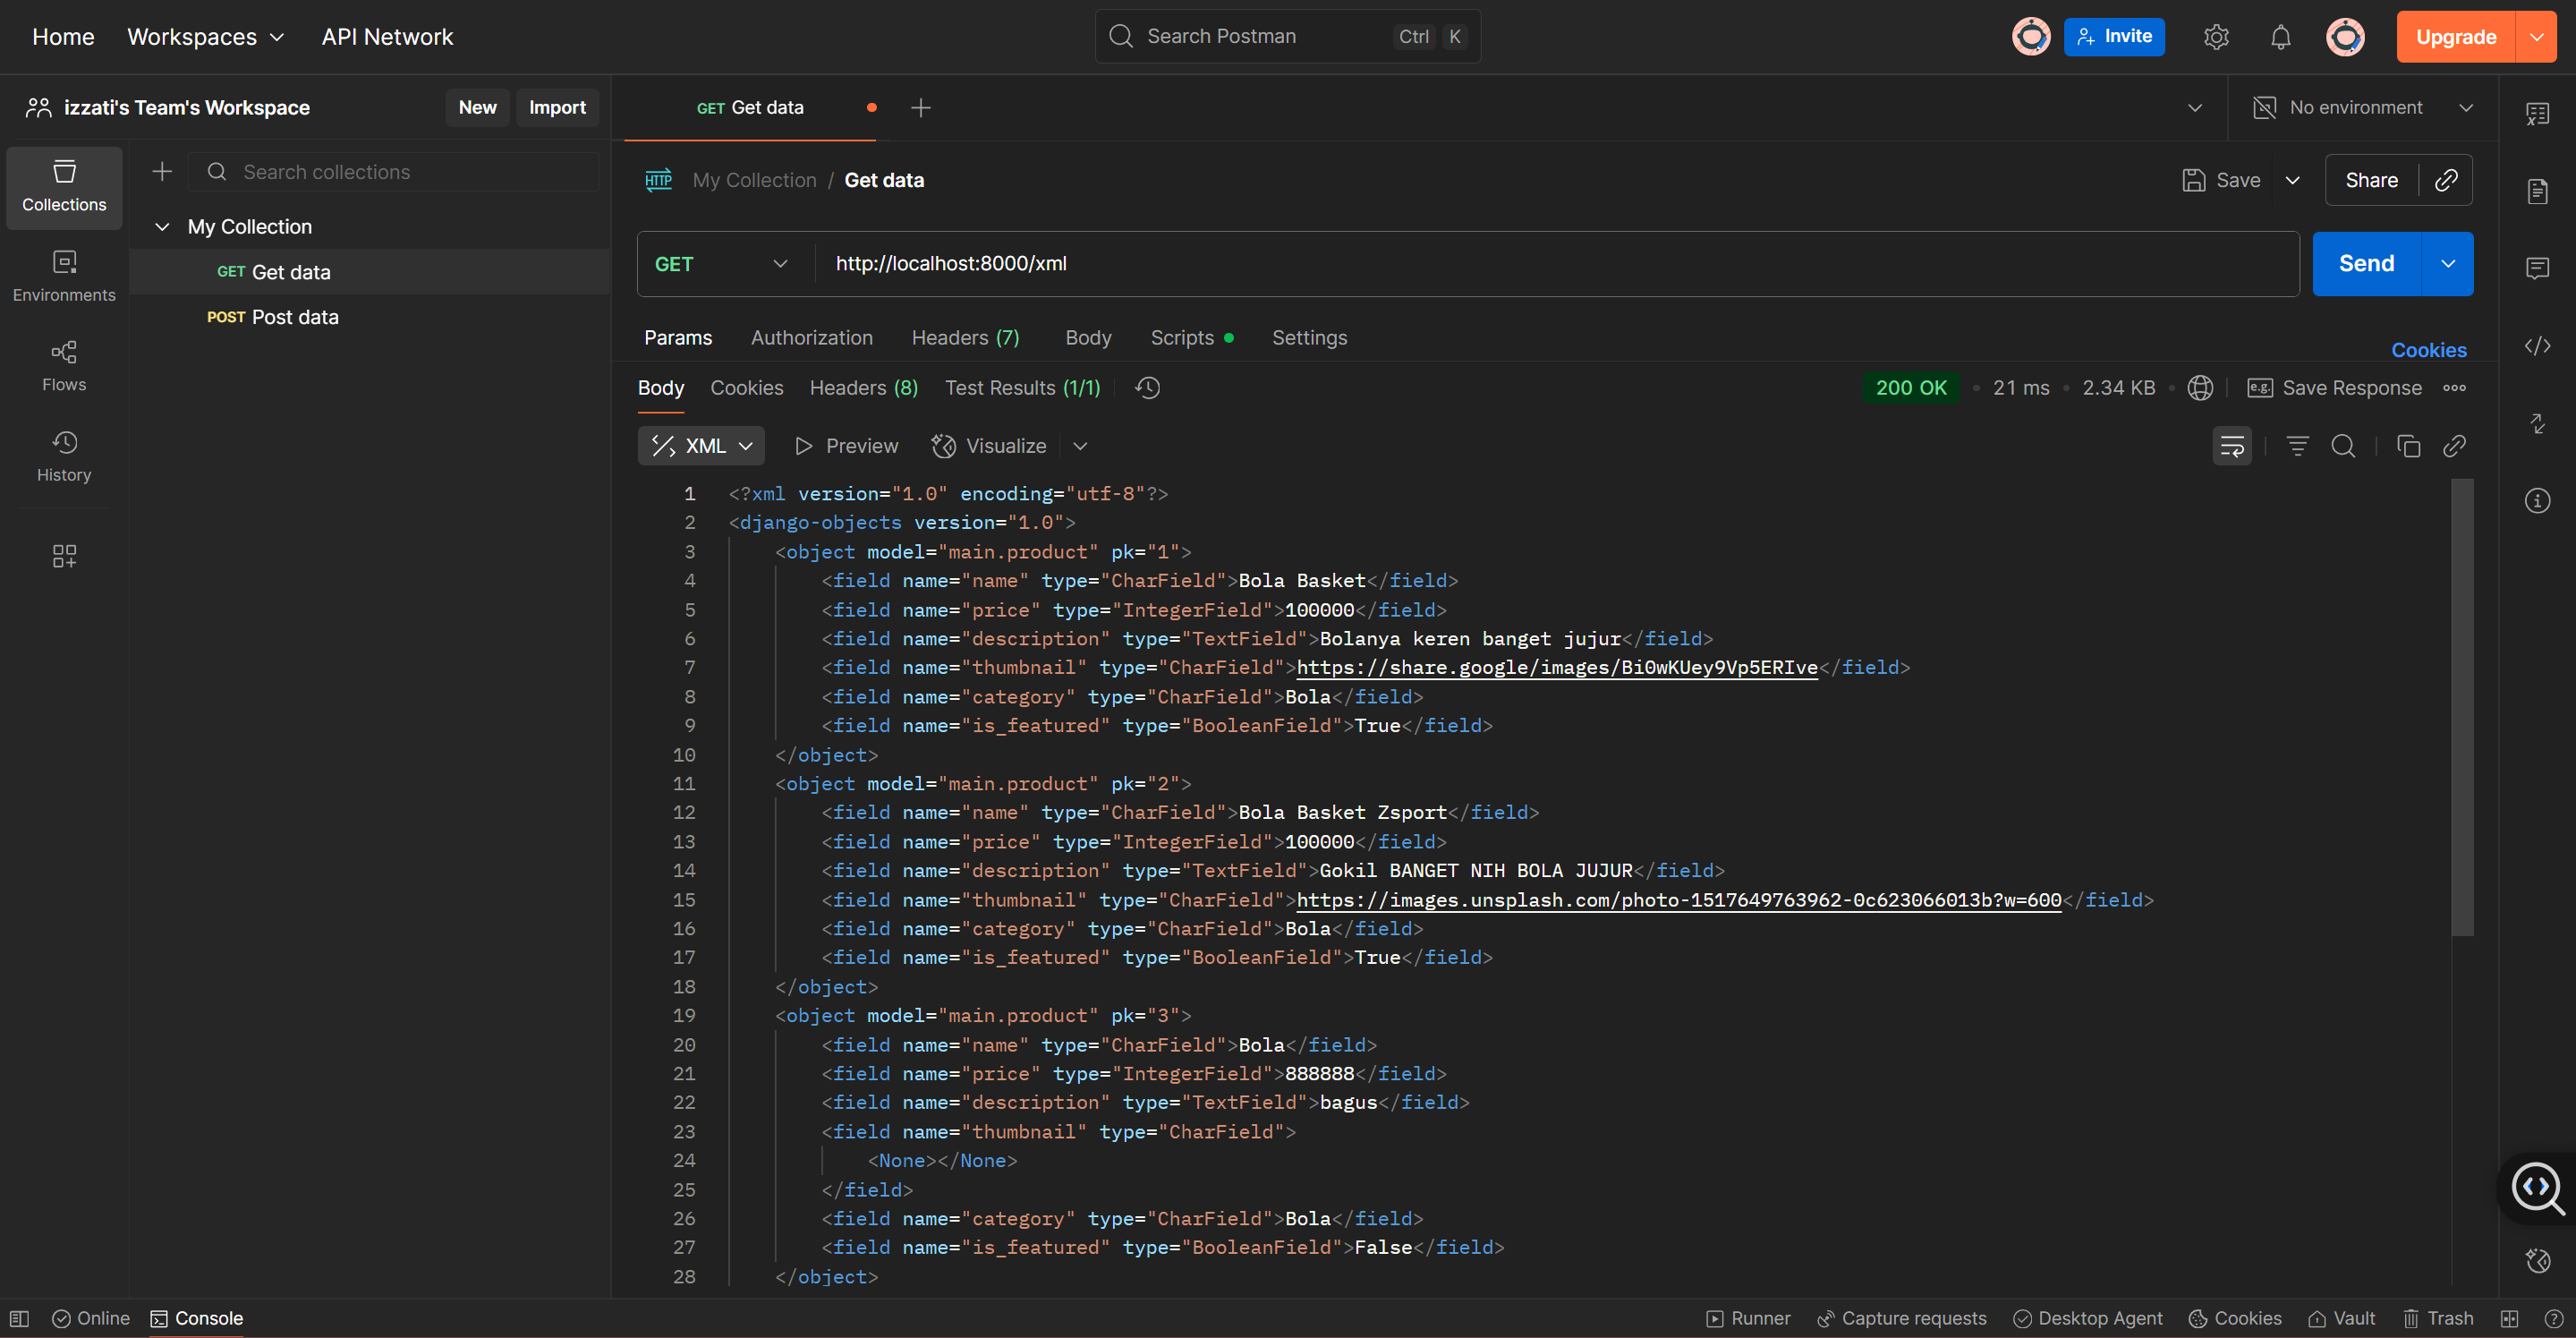 Home Workspaces API Network Search Postman Ctrl K Invite Upgrade
izzati's Team's Workspace New Import GET Get data No environment
Collections
Environments
Flows
History
Search collections
My Collection
GET Get data
POST Post data
HTTP My Collection / Get data Save Share
GET http://localhost:8000/xml Send
Params Authorization Headers (7) Body Scripts Settings Cookies
Body Cookies Headers (8) Test Results (1/1) 200 OK • 21 ms • 2.34 KB • e.g. Save Response
XML Preview Visualize
1 <?xml version="1.0" encoding="utf-8"?>
2 <django-objects version="1.0">
3 <object model="main.product" pk="1">
4 <field name="name" type="CharField">Bola Basket</field>
5 <field name="price" type="IntegerField">100000</field>
6 <field name="description" type="TextField">Bolanya keren banget jujur</field>
7 <field name="thumbnail" type="CharField">https://share.google/images/Bi0wKUey9Vp5ERIve</field>
8 <field name="category" type="CharField">Bola</field>
9 <field name="is_featured" type="BooleanField">True</field>
10 </object>
11 <object model="main.product" pk="2">
12 <field name="name" type="CharField">Bola Basket Zsport</field>
13 <field name="price" type="IntegerField">100000</field>
14 <field name="description" type="TextField">Gokil BANGET NIH BOLA JUJUR</field>
15 <field name="thumbnail" type="CharField">https://images.unsplash.com/photo-1517649763962-0c623066013b?w=600</field>
16 <field name="category" type="CharField">Bola</field>
17 <field name="is_featured" type="BooleanField">True</field>
18 </object>
19 <object model="main.product" pk="3">
20 <field name="name" type="CharField">Bola</field>
21 <field name="price" type="IntegerField">888888</field>
22 <field name="description" type="TextField">bagus</field>
23 <field name="thumbnail" type="CharField">
24 <None></None>
25 </field>
26 <field name="category" type="CharField">Bola</field>
27 <field name="is_featured" type="BooleanField">False</field>
28 </object>
Online Console Runner Capture requests Desktop Agent Cookies Vault Trash